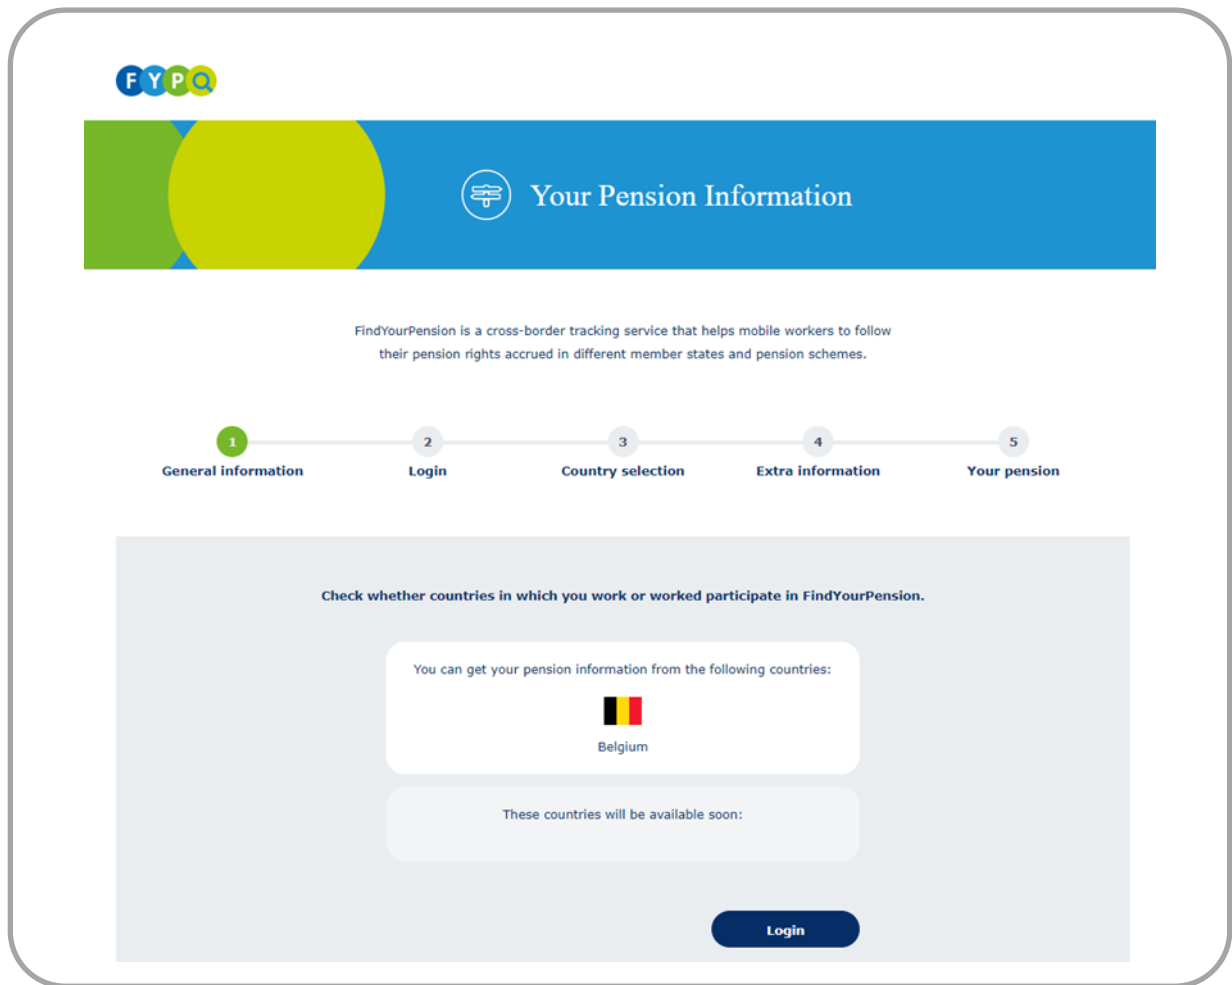 FYP
Your Pension Information
FindYourPension is a cross-border tracking service that helps mobile workers to follow
their pension rights accrued in different member states and pension schemes.
1 2 3 4 5
General information Login Country selection Extra information Your pension
Check whether countries in which you work or worked participate in FindYourPension.
You can get your pension information from the following countries:
Belgium
These countries will be available soon:
Login